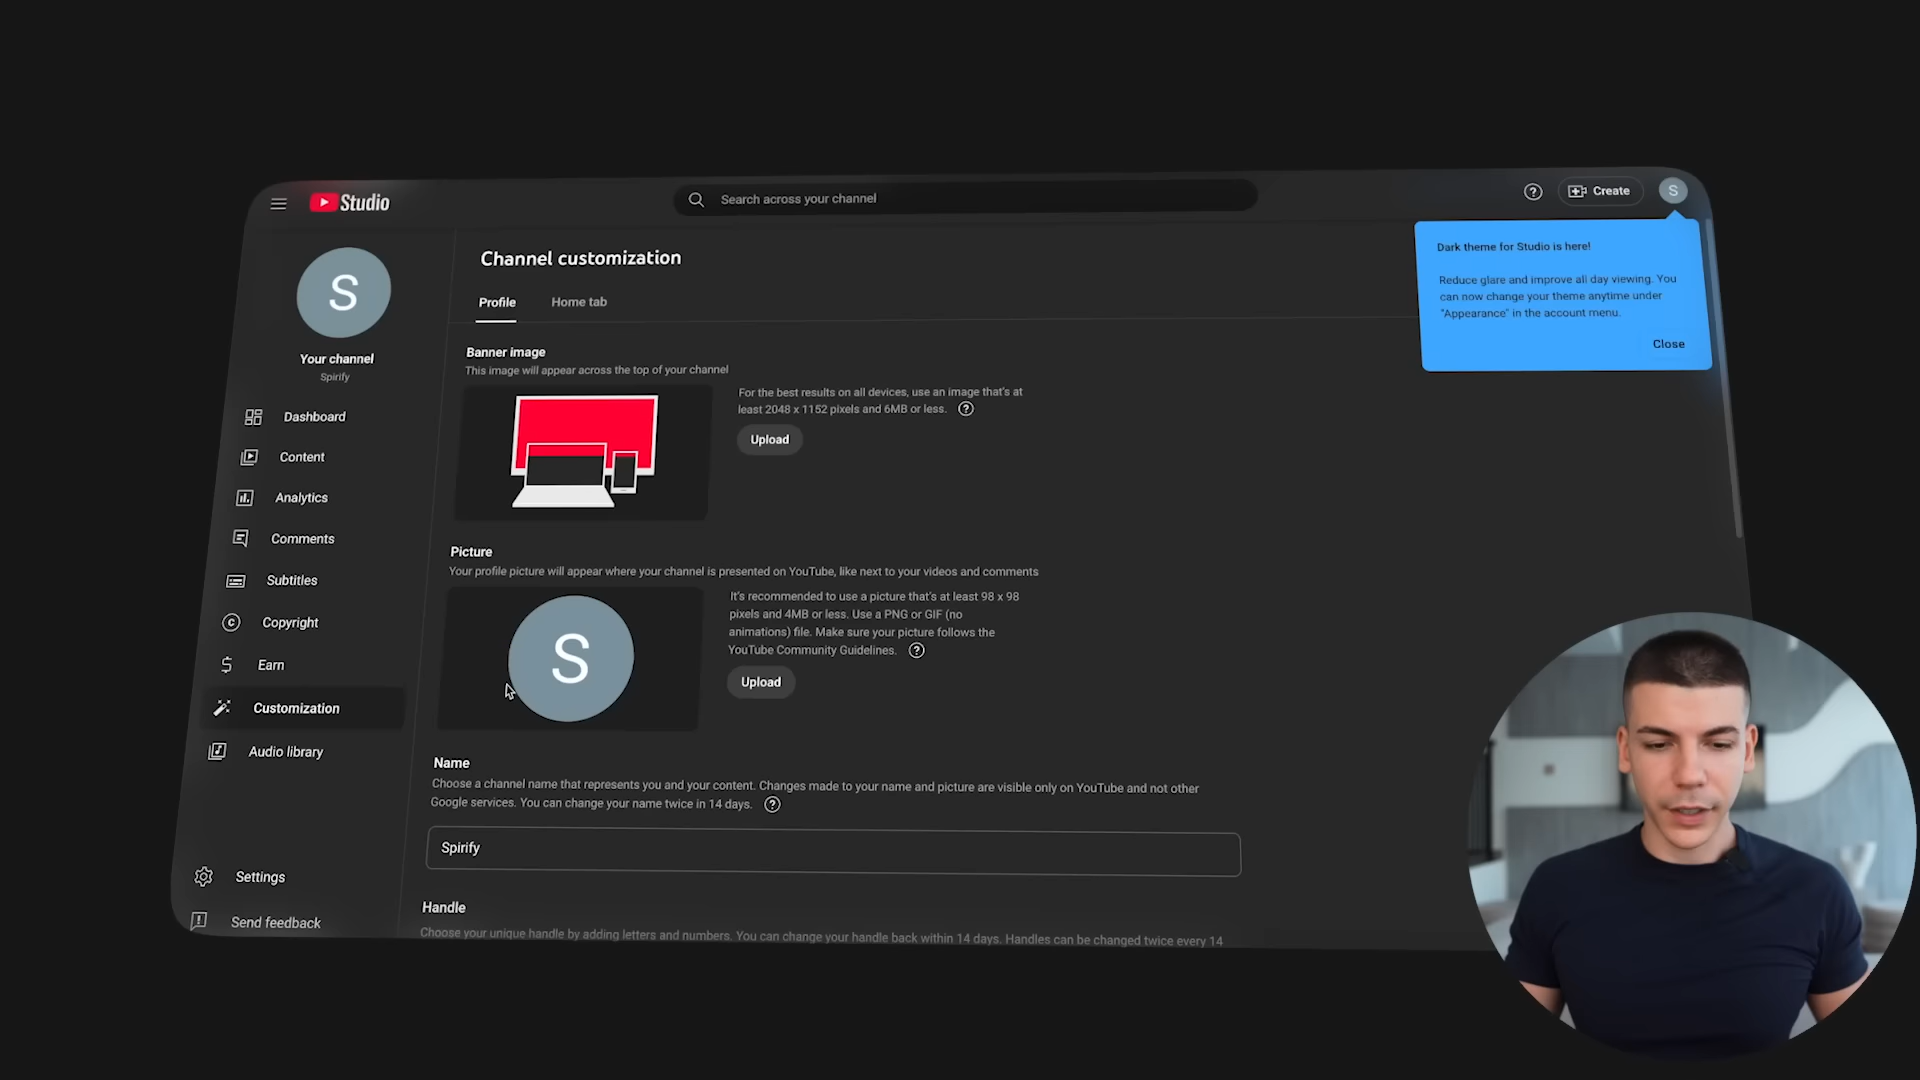 Studio
Search across your channel
Create
S
Dark theme for Studio is here!
Reduce glare and improve all day viewing. You
can now change your theme anytime under
"Appearance" in the account menu.
Close
S
Your channel
Spirify
Dashboard
Content
Analytics
Comments
Subtitles
Copyright
Earn
Customization
Audio library
Settings
Send feedback
Channel customization
Profile
Home tab
Banner image
This image will appear across the top of your channel
For the best results on all devices, use an image that's at
least 2048 x 1152 pixels and 6MB or less.
Upload
Picture
Your profile picture will appear where your channel is presented on YouTube, like next to your videos and comments
S
It's recommended to use a picture that's at least 98 x 98
pixels and 4MB or less. Use a PNG or GIF (no
animations) file. Make sure your picture follows the
YouTube Community Guidelines.
Upload
Name
Choose a channel name that represents you and your content. Changes made to your name and picture are visible only on YouTube and not other
Google services. You can change your name twice in 14 days.
Spirify
Handle
Choose your unique handle by adding letters and numbers. You can change your handle back within 14 days. Handles can be changed twice every 14